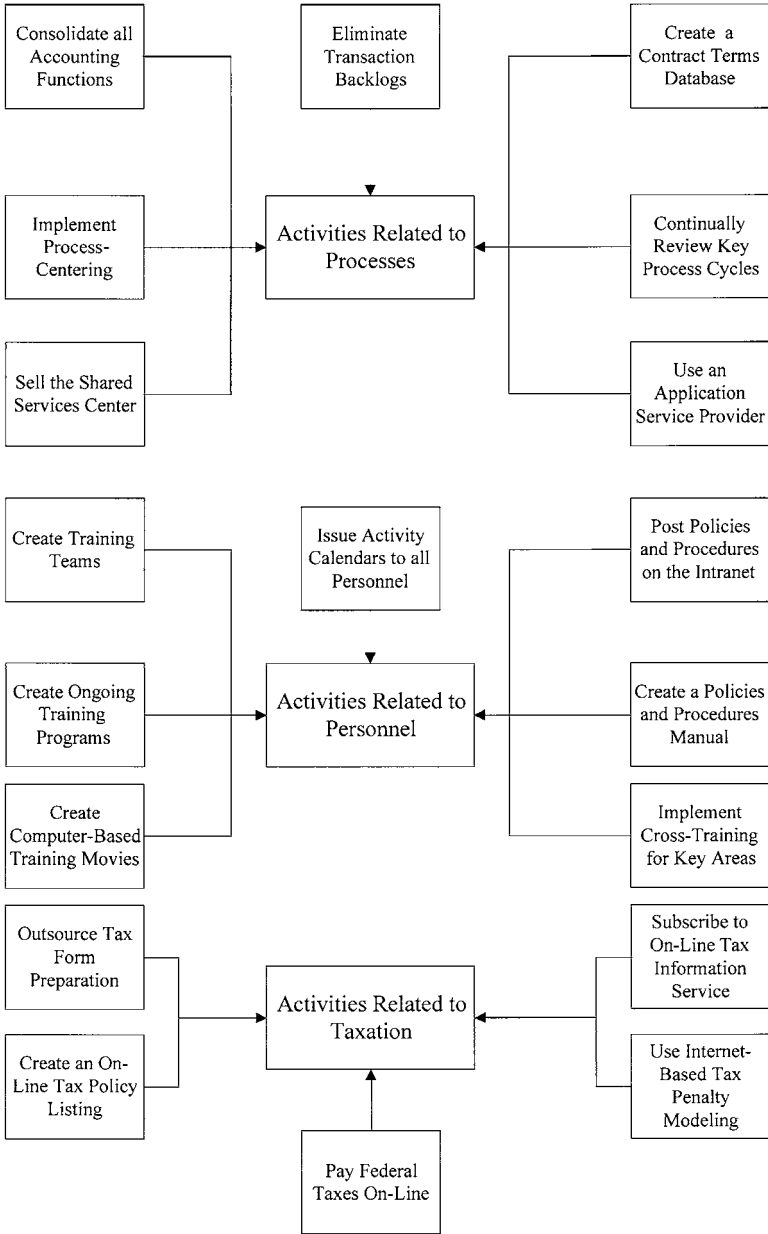 Consolidate all
Accounting
Functions
Eliminate
Transaction
Backlogs
Create a
Contract Terms
Database
Implement
Process-
Centering
Activities Related to
Processes
Continually
Review Key
Process Cycles
Sell the Shared
Services Center
Use an
Application
Service Provider
Create Training
Teams
Issue Activity
Calendars to all
Personnel
Post Policies
and Procedures
on the Intranet
Create Ongoing
Training
Programs
Activities Related to
Personnel
Create a Policies
and Procedures
Manual
Create
Computer-Based
Training Movies
Implement
Cross-Training
for Key Areas
Outsource Tax
Form
Preparation
Activities Related to
Taxation
Subscribe to
On-Line Tax
Information
Service
Create an On-
Line Tax Policy
Listing
Use Internet-
Based Tax
Penalty
Modeling
Pay Federal
Taxes On-Line